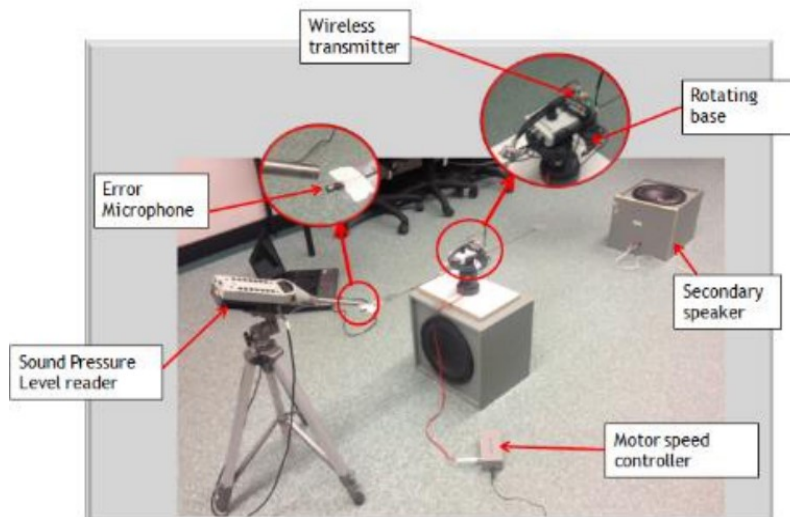 Wireless
transmitter
Rotating
base
Error
Microphone
Secondary
speaker
Sound Pressure
Level reader
Motor speed
controller